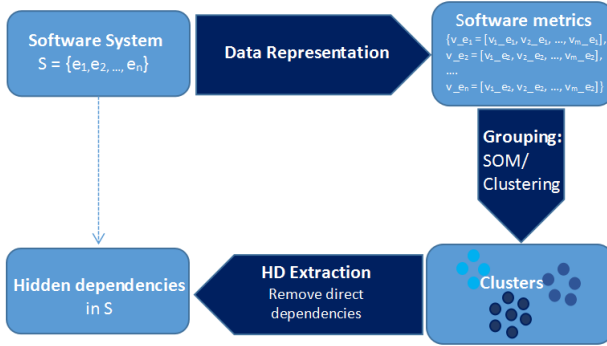 Software System
S = {e₁,e₂, ..., eₙ}
Data Representation
Software metrics
{v_e₁ = [v₁_e₁, v₂_e₁, ..., vₘ_e₁],
v_e₂ = [v₁_e₂, v₂_e₂, ..., vₘ_e₂],
....
v_eₙ = [v₁_e₂, v₂_e₂, ..., vₘ_e₂]}
Grouping:
SOM/
Clustering
Clusters
HD Extraction
Remove direct
dependencies
Hidden dependencies
in S